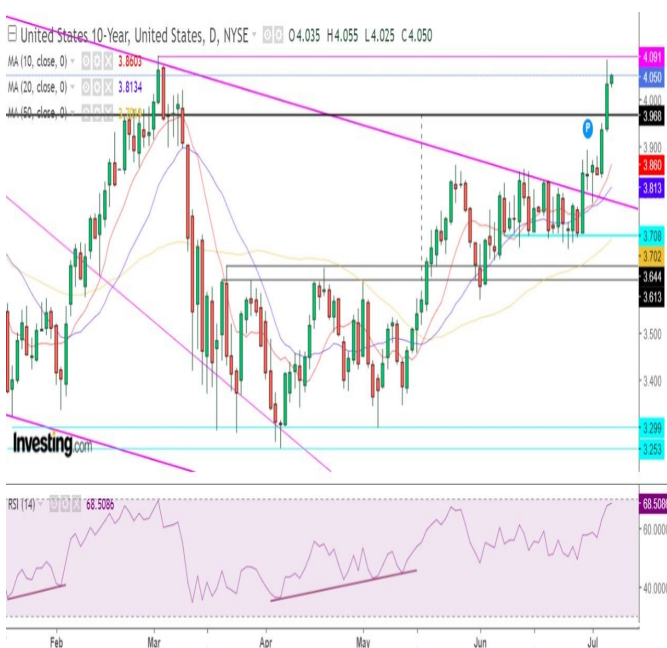 United States 10-Year, United States, D, NYSE O4.035 H4.055 L4.025 C4.050
MA (10, close, 0) 3.8603
MA (20, close, 0) 3.8134
MA (50, close, 0)
4.091
4.050
4.000
3.968
3.900
3.860
3.813
3.708
3.702
3.644
3.613
3.500
3.400
3.299
3.253
P
Investing.com
RSI (14) 68.5086
68.508
60.0000
40.0000
Feb Mar Apr May Jun Jul